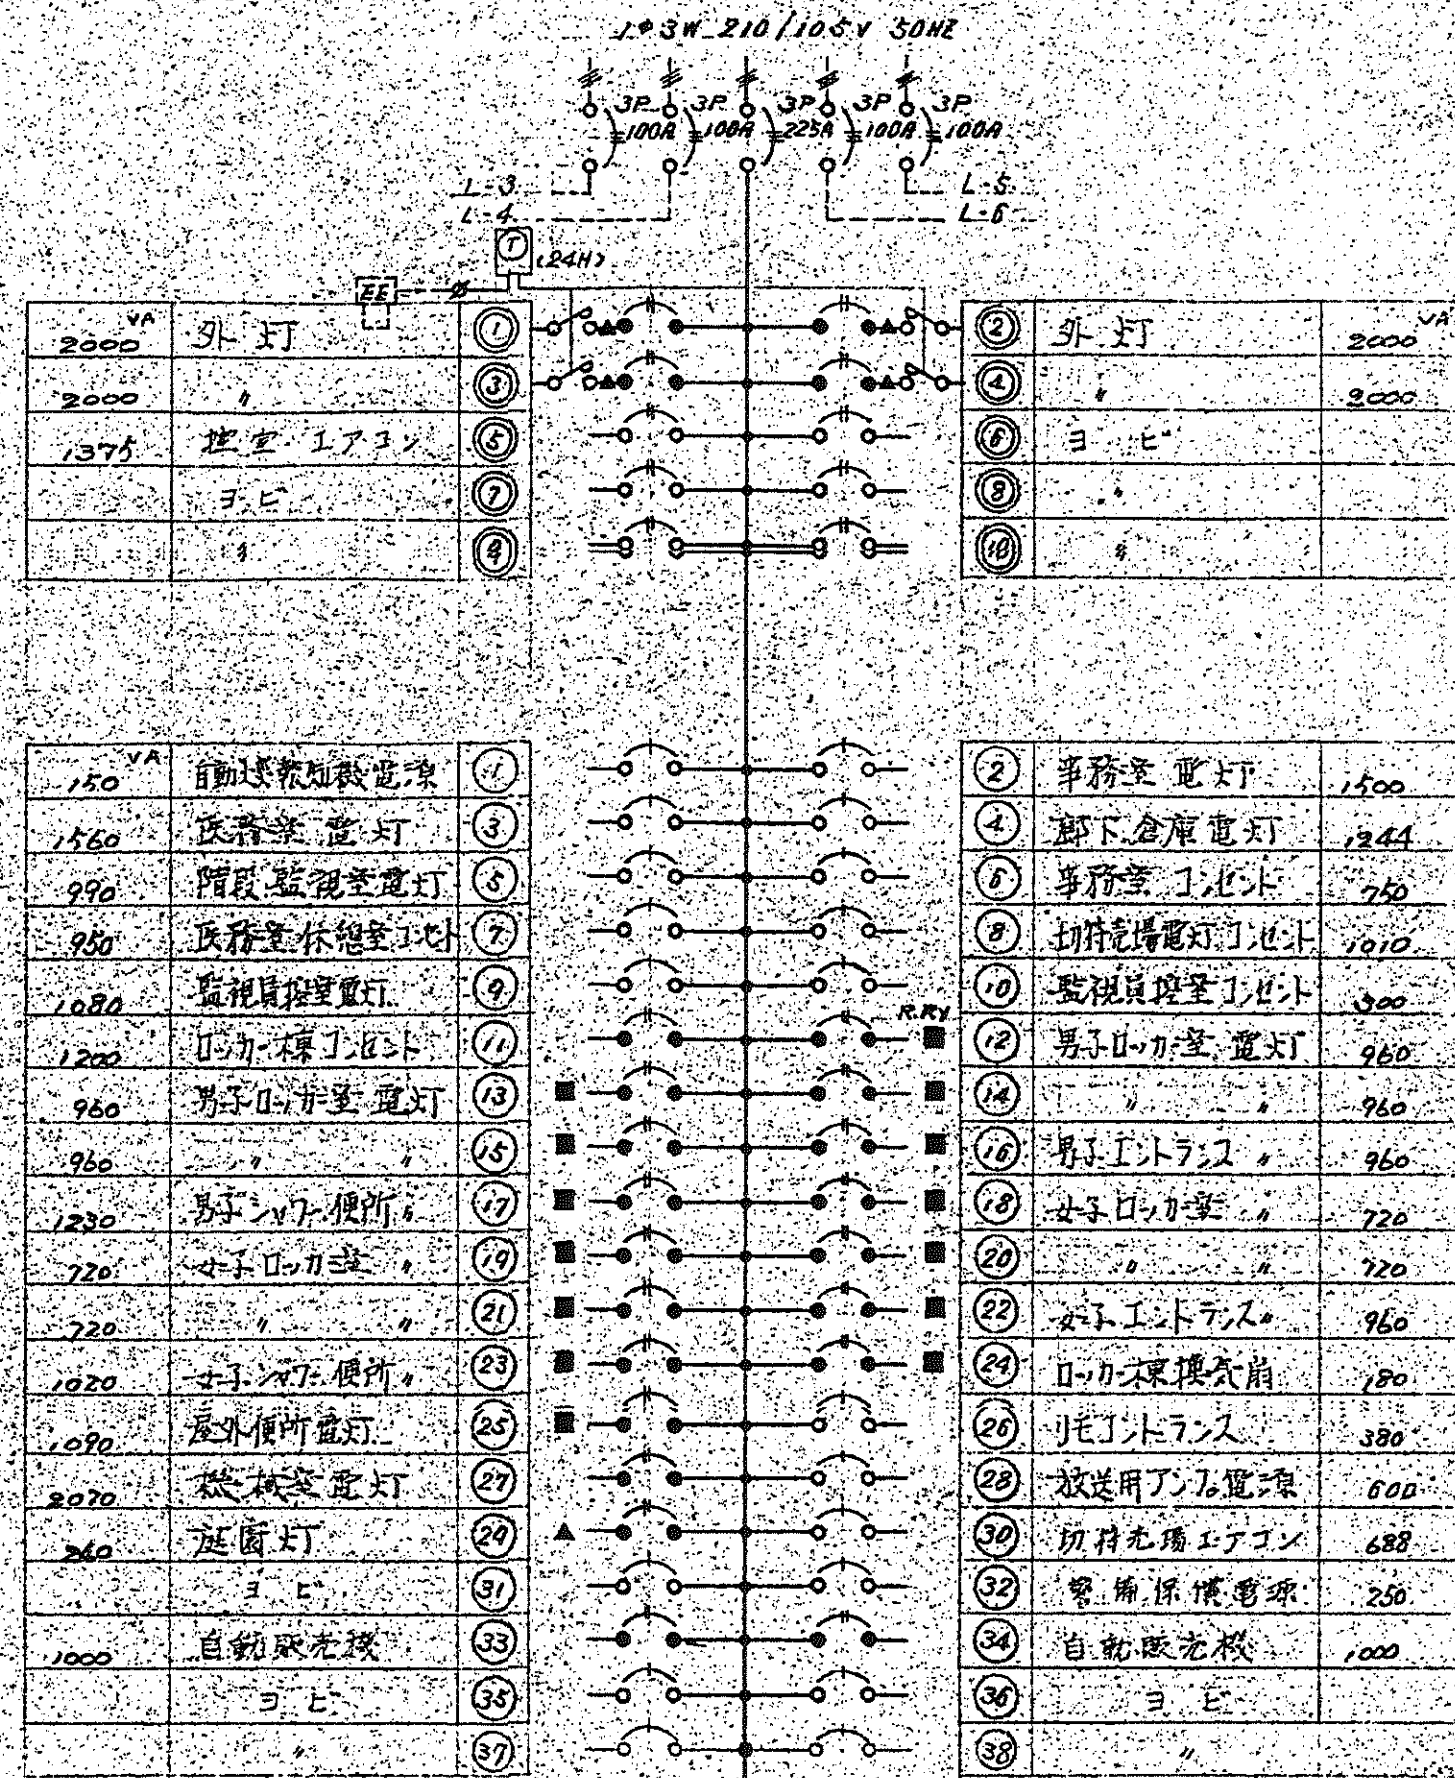 1φ3W 210/105V 50HZ
3P 3P 3P 3P 3P
100A 100A 225A 100A 100A
L-3 L-5
L-4 L-6
T (24H)
EE
2000 VA 外灯 1
2 外灯 2000 VA
2000 〃 3
4 〃 2000
1375 控室 エアコン 5
6 ヨビ
ヨビ 7
8 〃
〃 9
10 〃
150 VA 自動火災報知機電源 1
2 事務室 電灯 1500
1560 医務室 電灯 3
4 廊下.倉庫電灯 1244
990 階段.監視室電灯 5
6 事務室 コンセント 750
950 医務室.休憩室コンセント 7
8 切符売場電灯コンセント 1010
1080 監視員控室電灯 9
10 監視員控室コンセント 300
R.Ry
1200 ロッカー棟コンセント 11
12 男子ロッカー室 電灯 960
960 男子ロッカー室 電灯 13
14 〃 〃 960
960 〃 〃 15
16 男子エントランス 〃 960
1230 男子シャワー.便所 〃 17
18 女子ロッカー室 〃 720
720 女子ロッカー室 〃 19
20 〃 〃 720
720 〃 〃 21
22 女子エントランス 〃 960
1020 女子シャワー.便所 〃 23
24 ロッカー棟換気扇 180
1090 屋外便所電灯 25
26 リモコントランス 380
2070 機械室電灯 27
28 放送用アンプ電源 600
260 庭園灯 29
30 切符売場エアコン 688
ヨビ 31
32 警備保障電源 250
1000 自動販売機 33
34 自動販売機 1000
ヨビ 35
36 ヨビ
〃 37
38 〃